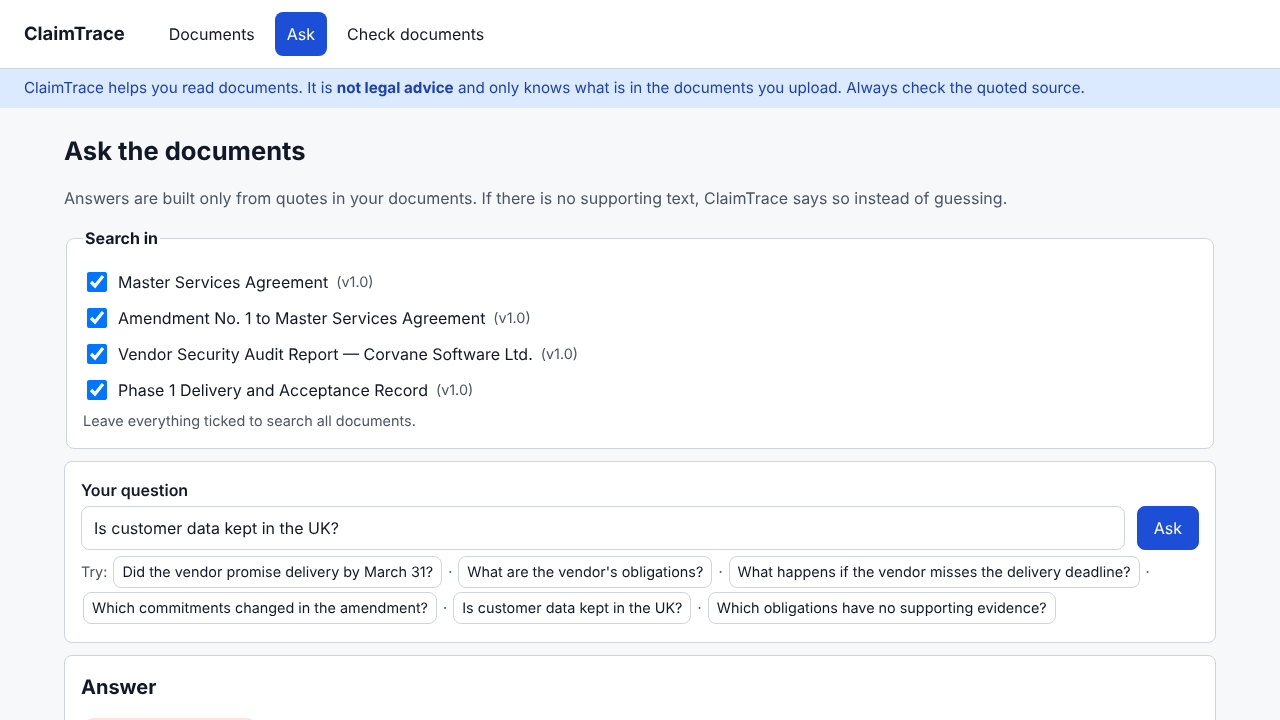 ClaimTrace Documents Ask Check documents
ClaimTrace helps you read documents. It is not legal advice and only knows what is in the documents you upload. Always check the quoted source.
Ask the documents
Answers are built only from quotes in your documents. If there is no supporting text, ClaimTrace says so instead of guessing.
Search in
Master Services Agreement (v1.0)
Amendment No. 1 to Master Services Agreement (v1.0)
Vendor Security Audit Report — Corvane Software Ltd. (v1.0)
Phase 1 Delivery and Acceptance Record (v1.0)
Leave everything ticked to search all documents.
Your question
Is customer data kept in the UK? Ask
Try: Did the vendor promise delivery by March 31? · What are the vendor's obligations? · What happens if the vendor misses the delivery deadline? ·
Which commitments changed in the amendment? · Is customer data kept in the UK? · Which obligations have no supporting evidence?
Answer